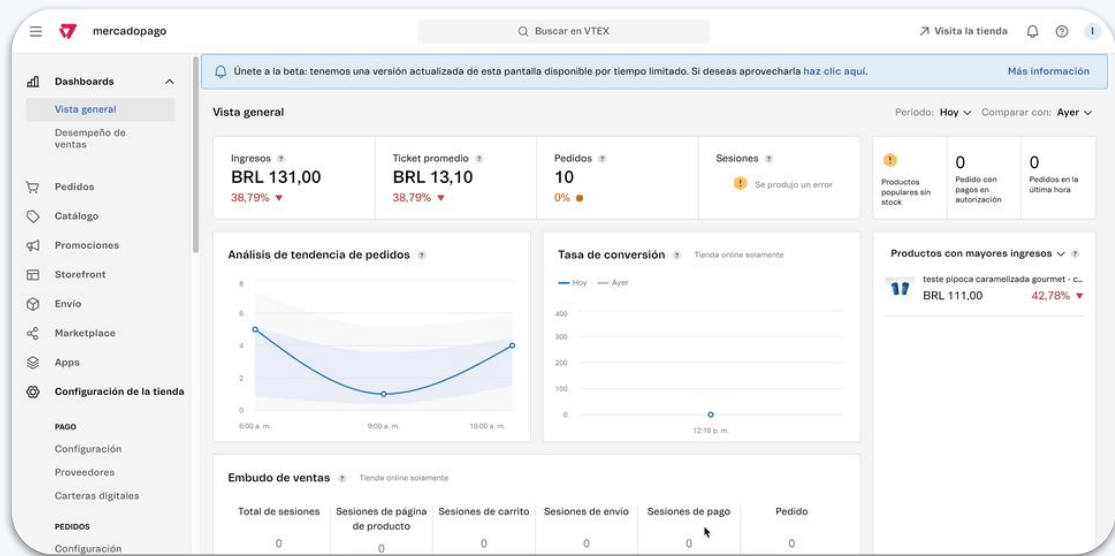 mercadopago
Buscar en VTEX
Visita la tienda
I
Dashboards
Vista general
Desempeño de
ventas
Pedidos
Catálogo
Promociones
Storefront
Envío
Marketplace
Apps
Configuración de la tienda
PAGO
Configuración
Proveedores
Carteras digitales
PEDIDOS
Configuración
Únete a la beta: tenemos una versión actualizada de esta pantalla disponible por tiempo limitado. Si deseas aprovecharla haz clic aquí.
Más información
Vista general
Periodo: Hoy
Comparar con: Ayer
Ingresos ?
BRL 131,00
38,79% ▼
Ticket promedio ?
BRL 13,10
38,79% ▼
Pedidos ?
10
0%
Sesiones ?
Se produjo un error
Productos
populares sin
stock
0
Pedido con
pagos en
autorización
0
Pedidos en la
última hora
Análisis de tendencia de pedidos ?
8
6
4
2
0
6:00 a. m.
9:00 a. m.
10:00 a. m.
Tasa de conversión ? Tienda online solamente
Hoy
Ayer
400
300
200
100
0
12:16 p. m.
Productos con mayores ingresos ?
teste pipoca caramelizada gourmet - c...
BRL 111,00
42,78% ▼
Embudo de ventas ? Tienda online solamente
Total de sesiones
0
Sesiones de página
de producto
0
Sesiones de carrito
0
Sesiones de envío
0
Sesiones de pago
0
Pedido
0